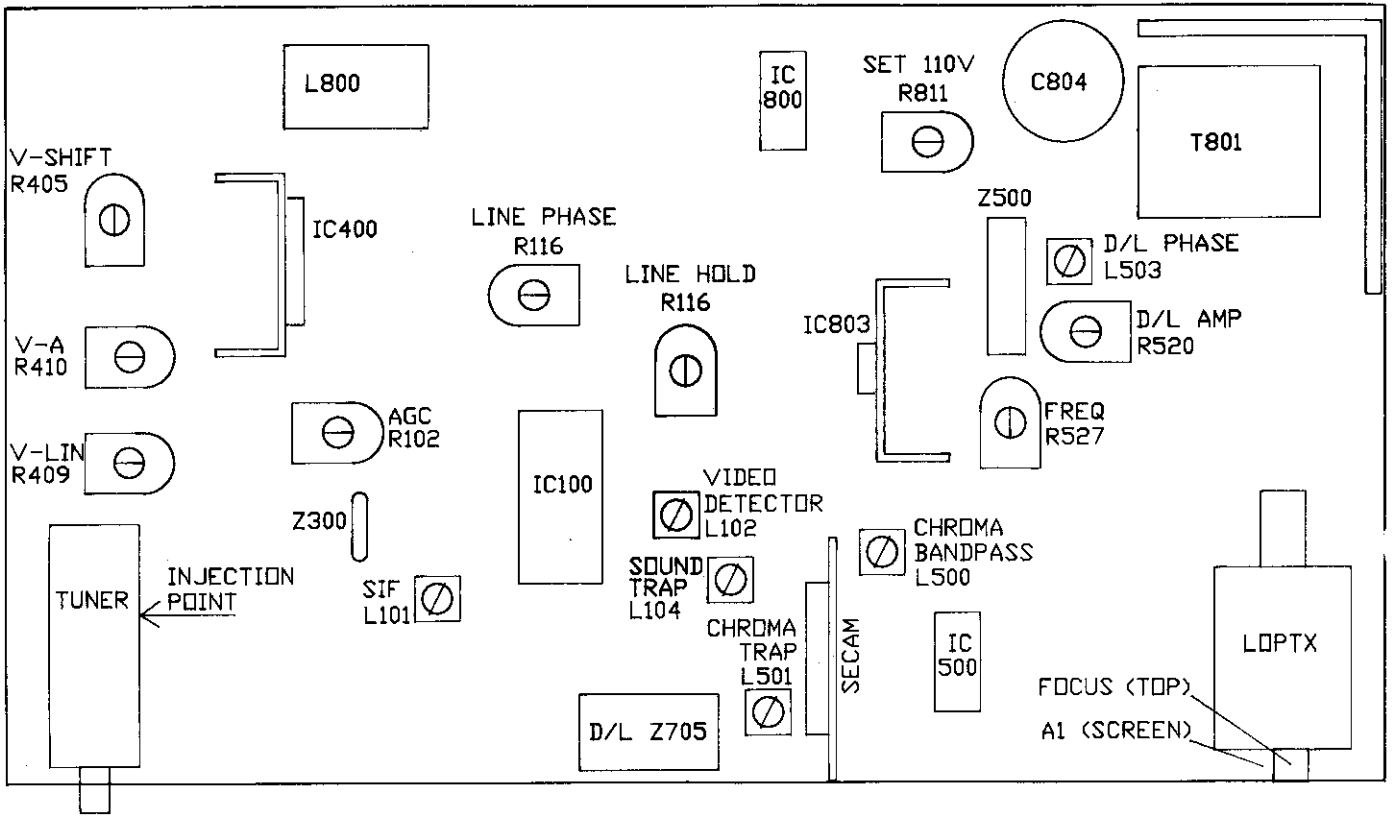 L800
IC
800
SET 110V
R811
C804
T801
V-SHIFT
R405
IC400
LINE PHASE
R116
LINE HOLD
R116
Z500
D/L PHASE
L503
IC803
D/L AMP
R520
V-A
R410
AGC
R102
FREQ
R527
V-LIN
R409
IC100
VIDEO
DETECTOR
L102
Z300
CHROMA
BANDPASS
L500
TUNER
INJECTION
POINT
SIF
L101
SOUND
TRAP
L104
CHROMA
TRAP
L501
SECAM
IC
500
LOPTX
D/L Z705
FOCUS (TOP)
A1 (SCREEN)